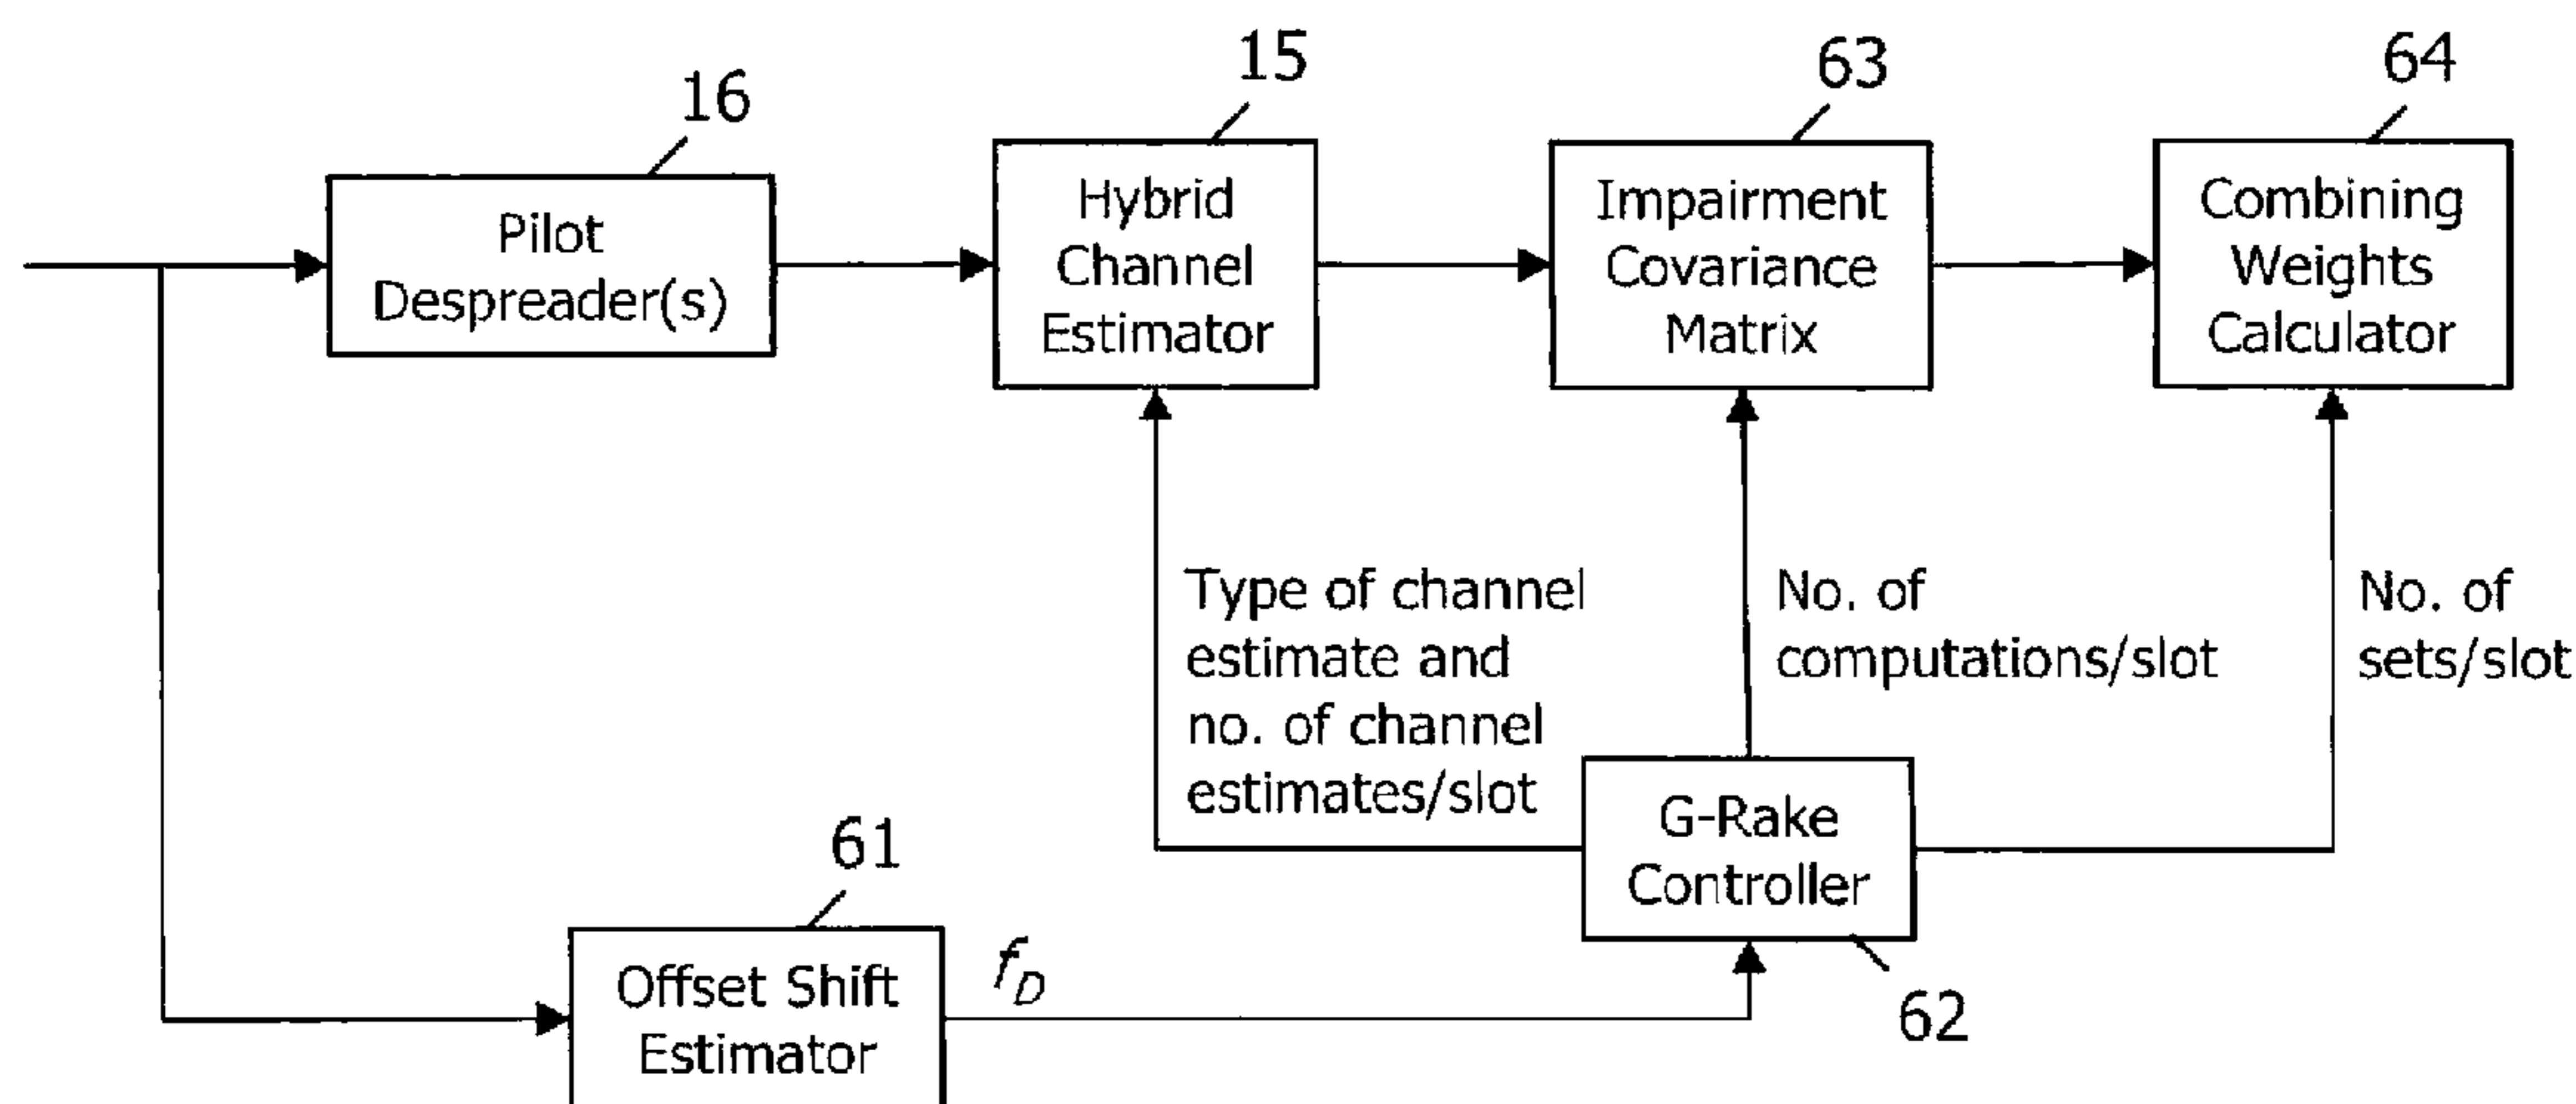 16
15
63
64
Pilot
Despreader(s)
Hybrid
Channel
Estimator
Impairment
Covariance
Matrix
Combining
Weights
Calculator
Type of channel
estimate and
no. of channel
estimates/slot
No. of
computations/slot
No. of
sets/slot
G-Rake
Controller
62
61
Offset Shift
Estimator
f_D